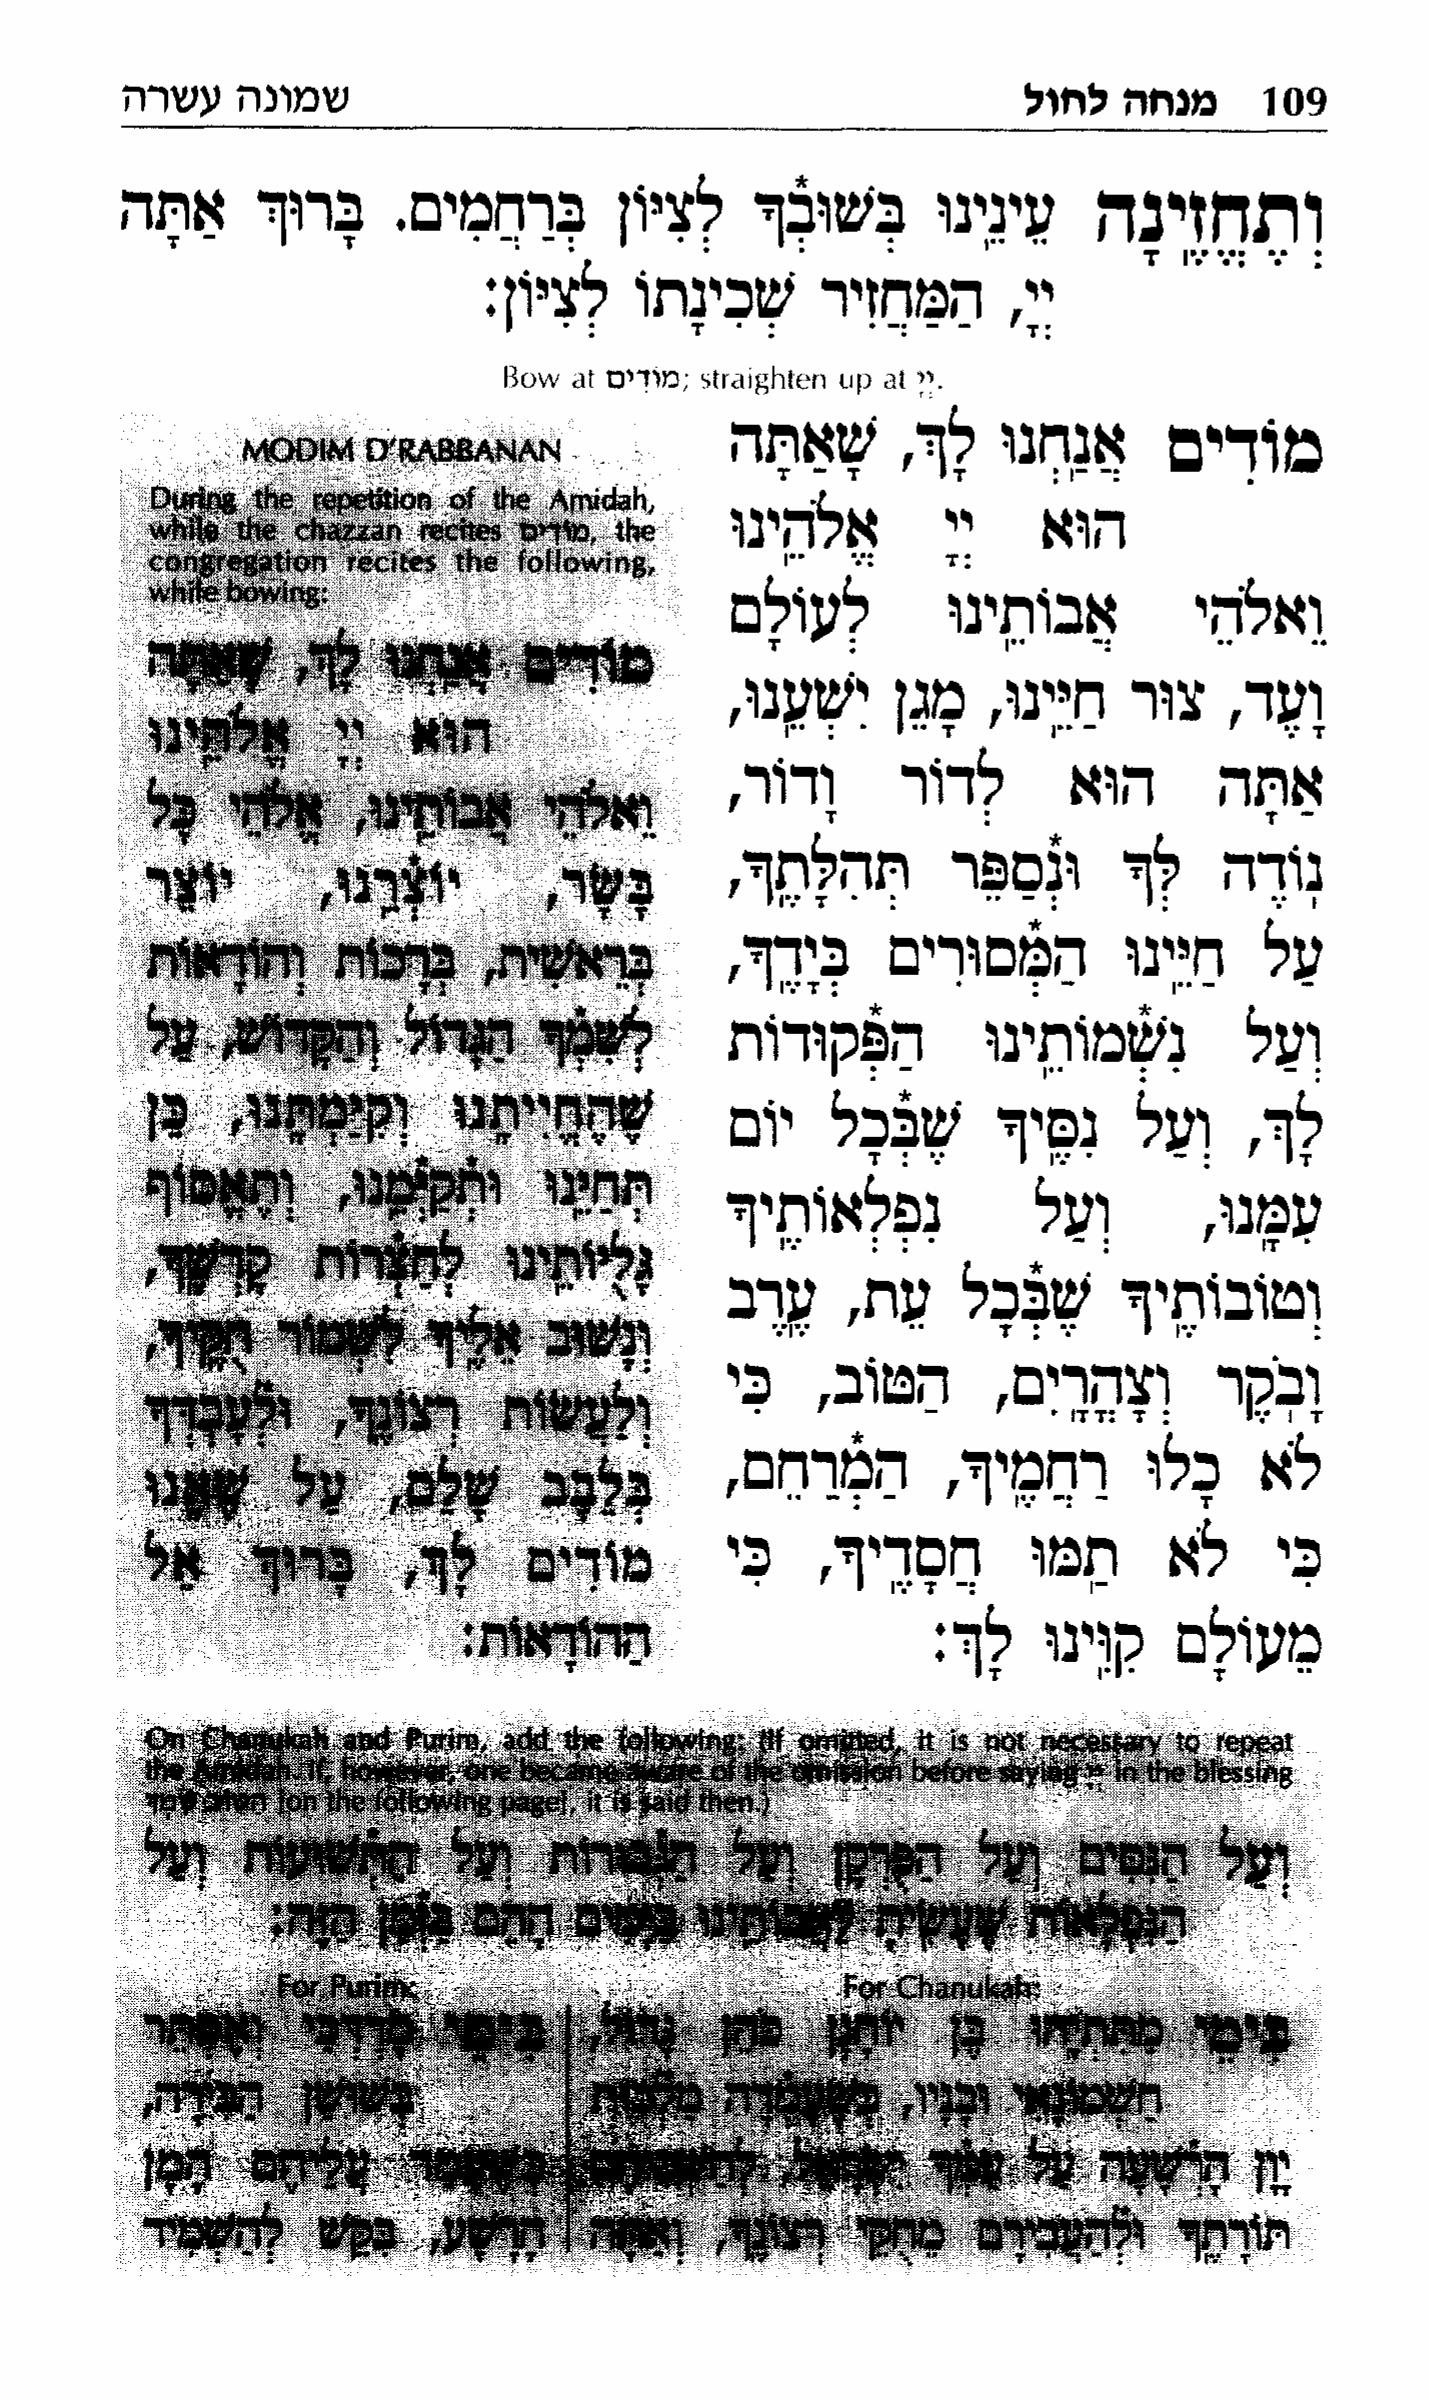 109 מנחה לחול שמונה עשרה
וְתֶחֱזֶֽינָה עֵינֵֽינוּ בְּשׁוּבְךָ לְצִיּוֹן בְּרַחֲמִים. בָּרוּךְ אַתָּה
יְיָ, הַמַּחֲזִיר שְׁכִינָתוֹ לְצִיּוֹן:
Bow at מוֹדִים; straighten up at יְיָ.
מוֹדִים אֲנַֽחְנוּ לָךְ, שָׁאַתָּה
הוּא יְיָ אֱלֹהֵֽינוּ
וֵאלֹהֵי אֲבוֹתֵֽינוּ לְעוֹלָם
וָעֶד, צוּר חַיֵּֽינוּ, מָגֵן יִשְׁעֵֽנוּ,
אַתָּה הוּא לְדוֹר וָדוֹר,
נֽוֹדֶה לְּךָ וּנְסַפֵּר תְּהִלָּתֶֽךָ,
עַל חַיֵּֽינוּ הַמְּסוּרִים בְּיָדֶֽךָ,
וְעַל נִשְׁמוֹתֵֽינוּ הַפְּקוּדוֹת
לָךְ, וְעַל נִסֶּֽיךָ שֶׁבְּכָל יוֹם
עִמָּֽנוּ, וְעַל נִפְלְאוֹתֶֽיךָ
וְטוֹבוֹתֶֽיךָ שֶׁבְּכָל עֵת, עֶֽרֶב
וָבֹֽקֶר וְצָהֳרָֽיִם, הַטּוֹב, כִּי
לֹא כָלוּ רַחֲמֶֽיךָ, הַמְרַחֵם,
כִּי לֹא תַֽמּוּ חֲסָדֶֽיךָ, כִּי
מֵעוֹלָם קִוִּֽינוּ לָךְ:
MODIM D'RABBANAN
During the repetition of the Amidah,
while the chazzan recites מוֹדִים, the
congregation recites the following,
while bowing:
מוֹדִים אֲנַֽחְנוּ לָךְ, שָׁאַתָּה
הוּא יְיָ אֱלֹהֵֽינוּ
וֵאלֹהֵי אֲבוֹתֵֽינוּ, אֱלֹהֵי כָּל
בָּשָׂר, יוֹצְרֵֽנוּ, יוֹצֵר
בְּרֵאשִׁית, בְּרָכוֹת וְהוֹדָאוֹת
לְשִׁמְךָ הַגָּדוֹל וְהַקָּדוֹשׁ, עַל
שֶׁהֶחֱיִיתָֽנוּ וְקִיַּמְתָּֽנוּ, כֵּן
תְּחַיֵּֽנוּ וּתְקַיְּמֵֽנוּ, וְתֶאֱסוֹף
גָּלֻיּוֹתֵֽינוּ לְחַצְרוֹת קָדְשֶֽׁךָ,
וְנָשׁוּב אֵלֶֽיךָ לִשְׁמוֹר חֻקֶּֽיךָ,
וְלַעֲשׂוֹת רְצוֹנֶֽךָ, וּלְעָבְדְּךָ
בְּלֵבָב שָׁלֵם, עַל שֶׁאָֽנוּ
מוֹדִים לָךְ, בָּרוּךְ אֵל
הַהוֹדָאוֹת:
On Chanukah and Purim, add the following: (If omitted, it is not necessary to repeat
the Amidah. If, however, one became aware of the omission before saying יְיָ in the blessing
הטוב שמך [on the following page], it is said then.)
וְעַל הַנִּסִּים וְעַל הַפֻּרְקָן וְעַל הַגְּבוּרוֹת וְעַל הַתְּשׁוּעוֹת וְעַל
הַנִּפְלָאוֹת שֶׁעָשִׂיתָ לַאֲבוֹתֵֽינוּ בַּיָּמִים הָהֵם בִּזְּמַן הַזֶּה:
For Chanukah:
בִּימֵי מַתִּתְיָֽהוּ בֶּן יוֹחָנָן כֹּהֵן גָּדוֹל,
חַשְׁמוֹנָאִי וּבָנָיו, כְּשֶׁעָמְדָה מַלְכוּת
יָוָן הָרְשָׁעָה עַל עַמְּךָ יִשְׂרָאֵל, לְהַשְׁכִּיחָם
תּוֹרָתֶֽךָ וּלְהַעֲבִירָם מֵחֻקֵּי רְצוֹנֶֽךָ, וְאַתָּה
For Purim:
בִּימֵי מָרְדְּכַי וְאֶסְתֵּר
בְּשׁוּשַׁן הַבִּירָה,
כְּשֶׁעָמַד עֲלֵיהֶם הָמָן
הָרָשָׁע, בִּקֵּשׁ לְהַשְׁמִיד